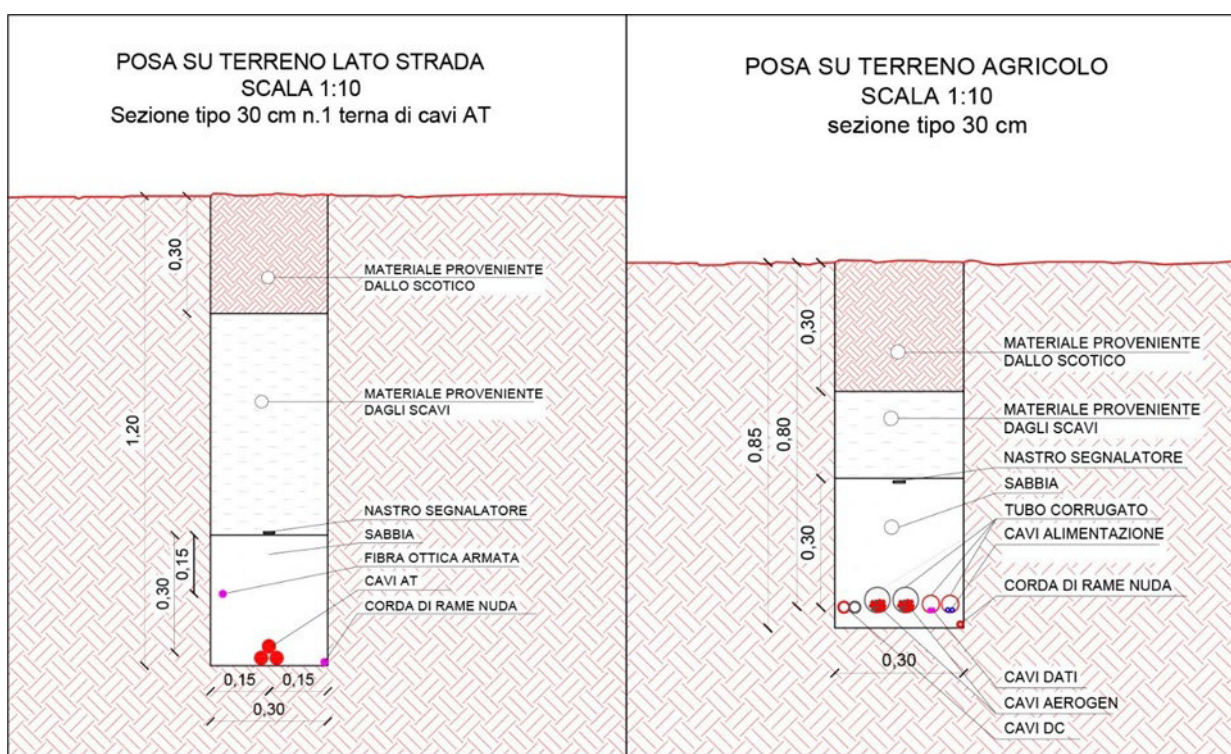 POSA SU TERRENO LATO STRADA
SCALA 1:10
Sezione tipo 30 cm n.1 terna di cavi AT
0,30
MATERIALE PROVENIENTE
DALLO SCOTICO
MATERIALE PROVENIENTE
DAGLI SCAVI
1,20
NASTRO SEGNALATORE
SABBIA
0,15
FIBRA OTTICA ARMATA
0,30
CAVI AT
CORDA DI RAME NUDA
0,15
0,15
0,30
POSA SU TERRENO AGRICOLO
SCALA 1:10
sezione tipo 30 cm
0,30
MATERIALE PROVENIENTE
DALLO SCOTICO
MATERIALE PROVENIENTE
DAGLI SCAVI
0,85
0,80
NASTRO SEGNALATORE
SABBIA
0,30
TUBO CORRUGATO
CAVI ALIMENTAZIONE
CORDA DI RAME NUDA
0,30
CAVI DATI
CAVI AEROGEN
CAVI DC